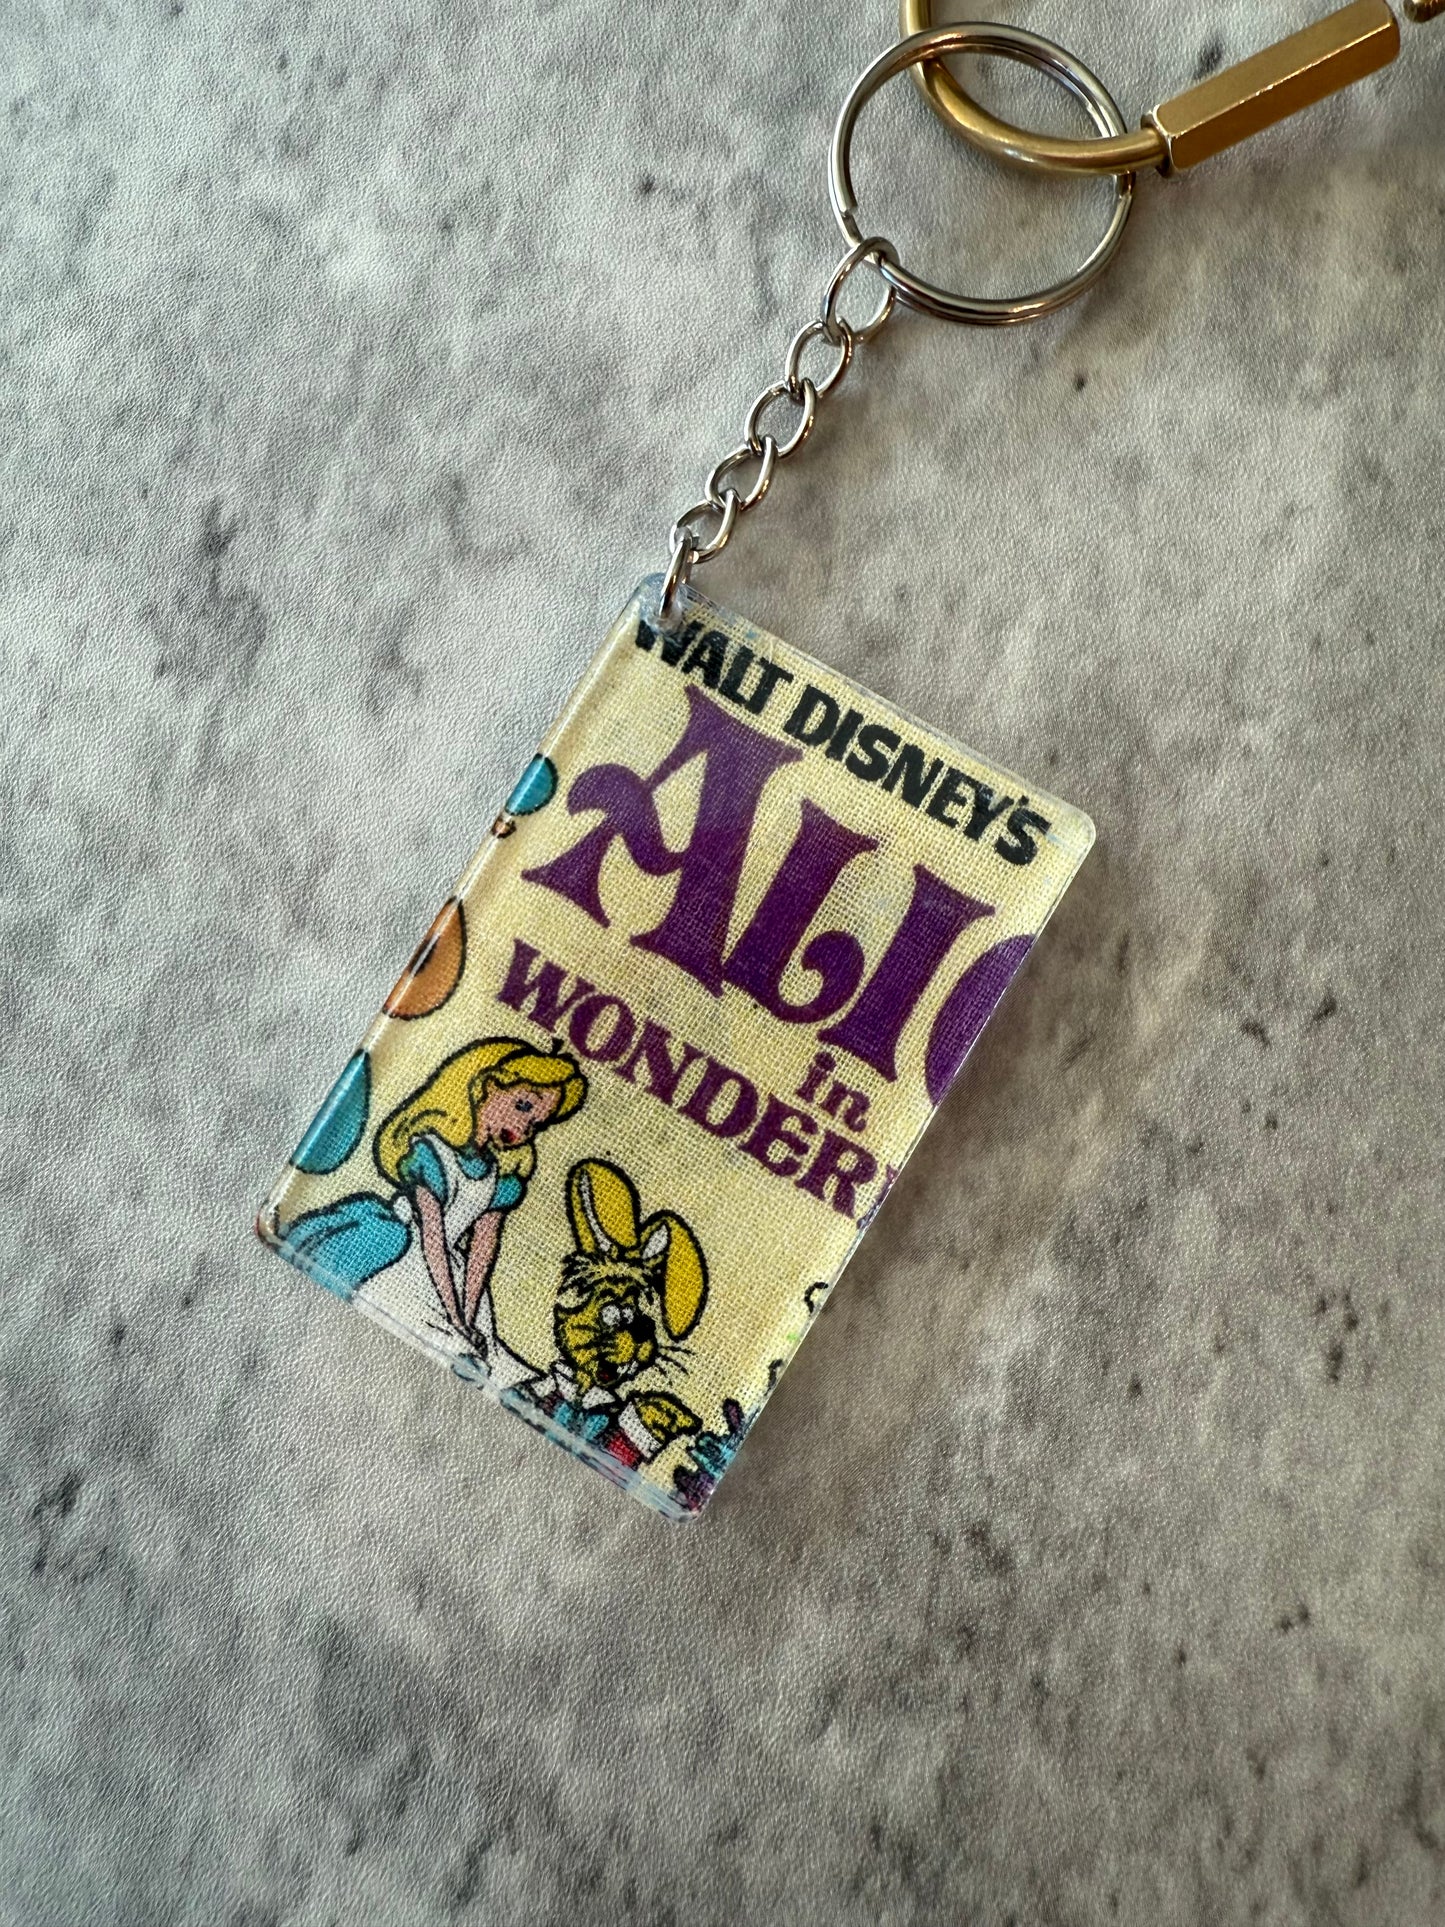 WALT DISNEY'S
ALIC
in
WONDER